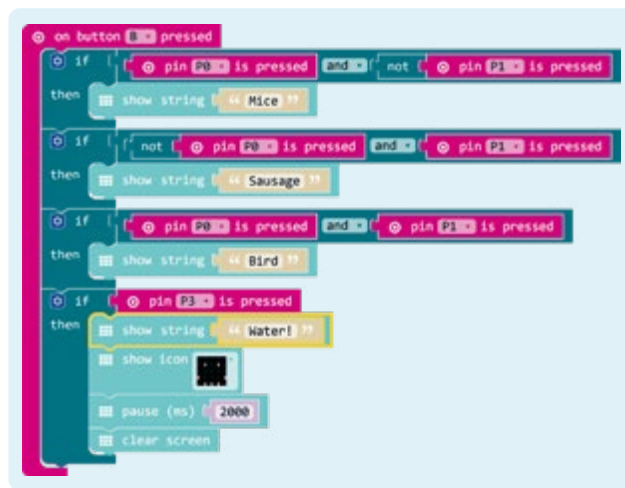 on button B pressed
if pin P0 is pressed and not pin P1 is pressed
then show string " Mice "
if not pin P0 is pressed and pin P1 is pressed
then show string " Sausage "
if pin P0 is pressed and pin P1 is pressed
then show string " Bird "
if pin P3 is pressed
then show string " Water! "
show icon
pause (ms) 2000
clear screen